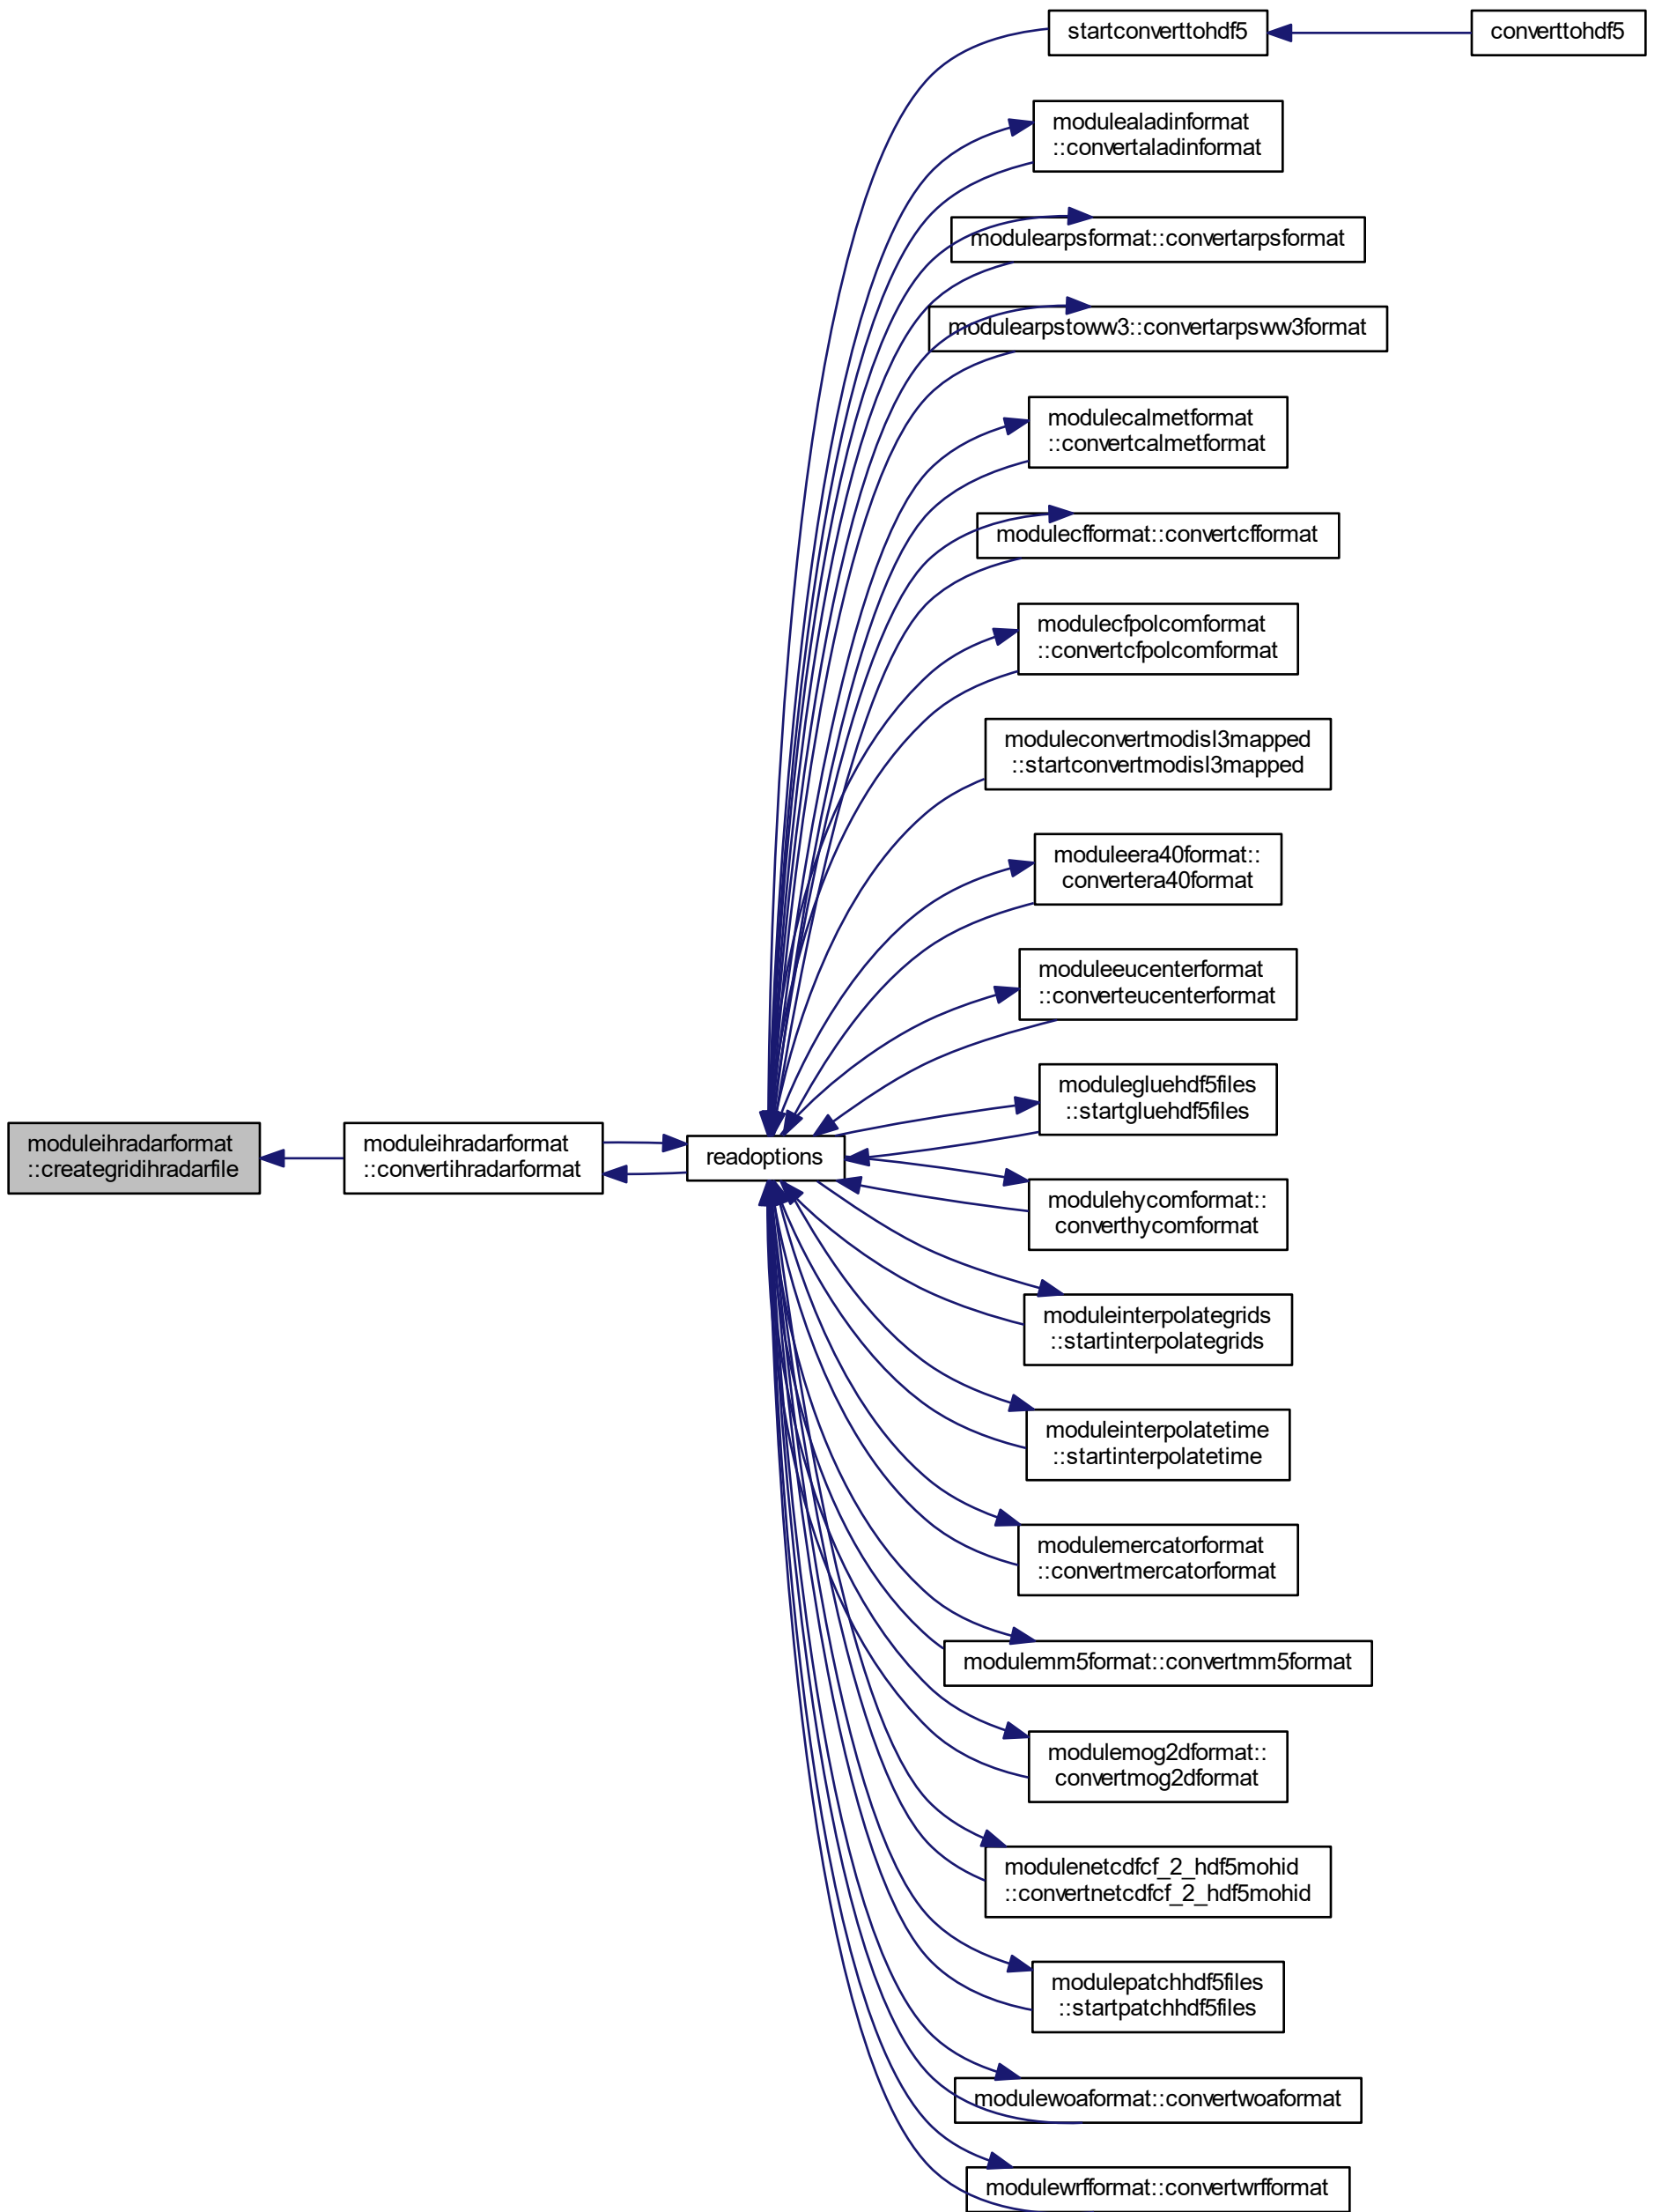 startconverttohdf5
converttohdf5
modulealadinformat
::convertaladinformat
modulearpsformat::convertarpsformat
modulearpstoww3::convertarpsww3format
modulecalmetformat
::convertcalmetformat
modulecfformat::convertcfformat
modulecfpolcomformat
::convertcfpolcomformat
moduleconvertmodisl3mapped
::startconvertmodisl3mapped
moduleera40format::
convertera40format
moduleeucenterformat
::converteucenterformat
modulegluehdf5files
::startgluehdf5files
moduleihradarformat
::creategridihradarfile
moduleihradarformat
::convertihradarformat
readoptions
modulehycomformat::
converthycomformat
moduleinterpolategrids
::startinterpolategrids
moduleinterpolatetime
::startinterpolatetime
modulemercatorformat
::convertmercatorformat
modulemm5format::convertmm5format
modulemog2dformat::
convertmog2dformat
modulenetcdfcf_2_hdf5mohid
::convertnetcdfcf_2_hdf5mohid
modulepatchhdf5files
::startpatchhdf5files
modulewoaformat::convertwoaformat
modulewrfformat::convertwrfformat